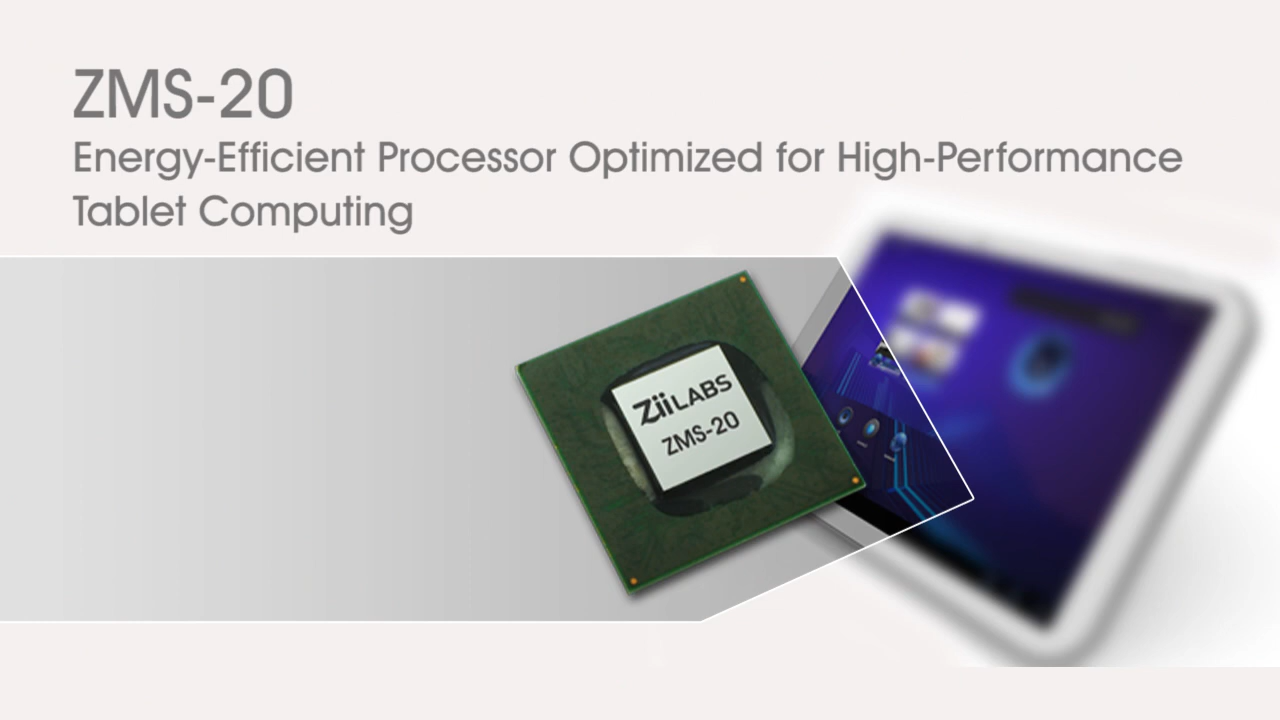 ZMS-20
Energy-Efficient Processor Optimized for High-Performance
Tablet Computing
ZiiLABS
ZMS-20